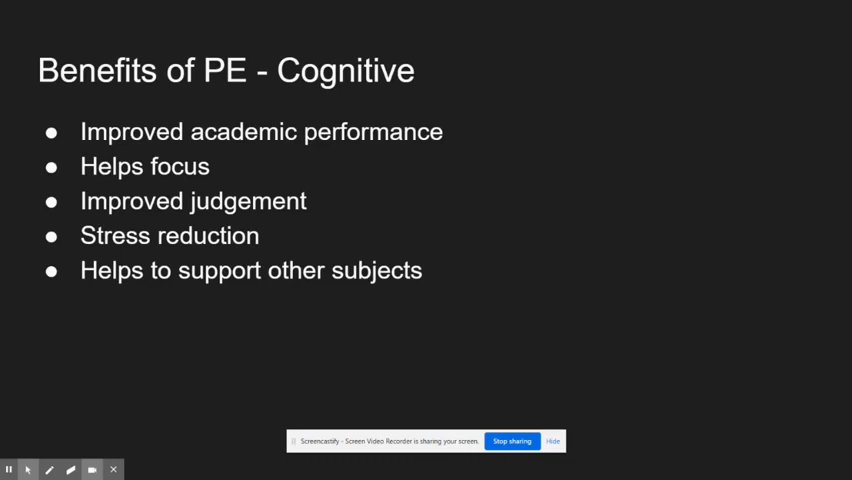 Benefits of PE - Cognitive
● Improved academic performance
● Helps focus
● Improved judgement
● Stress reduction
● Helps to support other subjects
Screencastify - Screen Video Recorder is sharing your screen. Stop sharing Hide